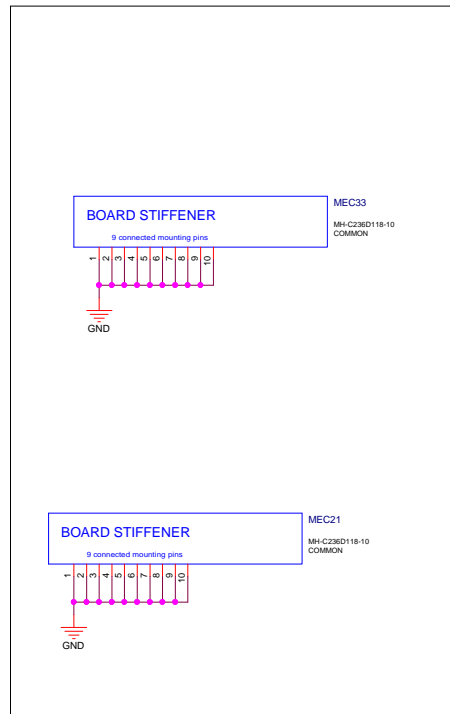 MEC33
BOARD STIFFENER
MH-C236D118-10
COMMON
9 connected mounting pins
1 2 3 4 5 6 7 8 9 10
GND
MEC21
BOARD STIFFENER
MH-C236D118-10
COMMON
9 connected mounting pins
1 2 3 4 5 6 7 8 9 10
GND